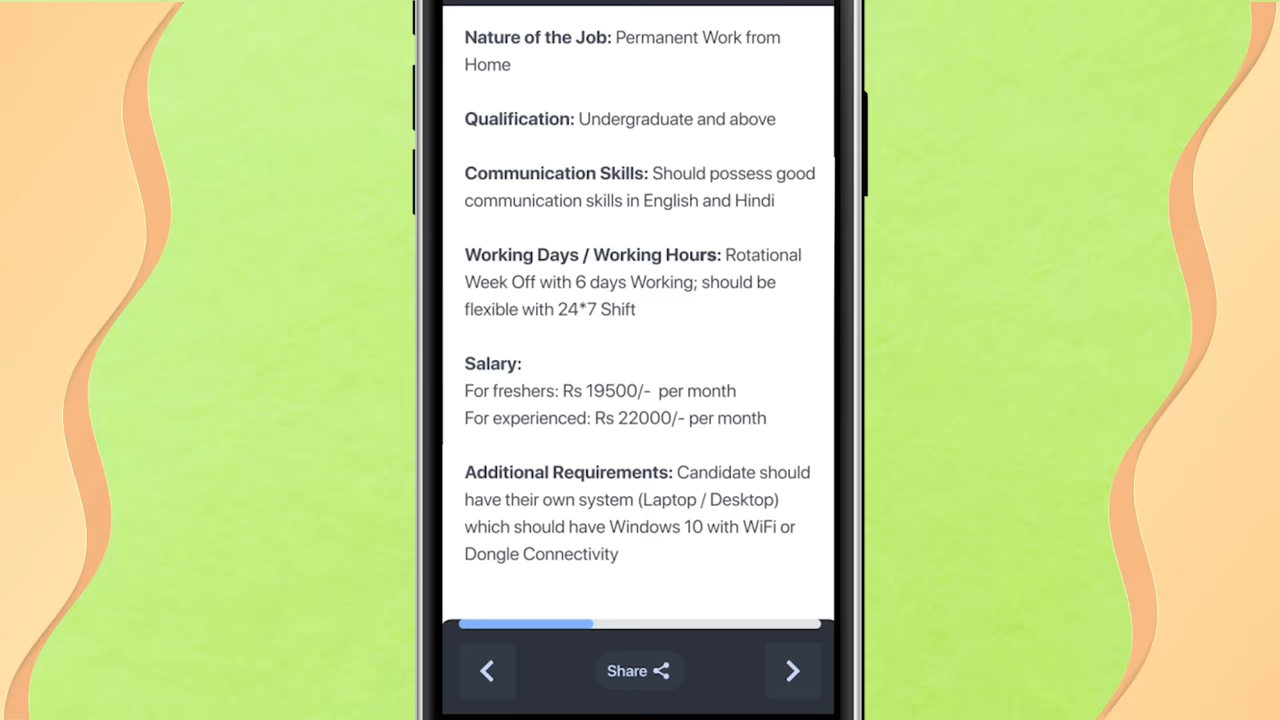 Nature of the Job: Permanent Work from
Home
Qualification: Undergraduate and above
Communication Skills: Should possess good
communication skills in English and Hindi
Working Days / Working Hours: Rotational
Week Off with 6 days Working; should be
flexible with 24*7 Shift
Salary:
For freshers: Rs 19500/- per month
For experienced: Rs 22000/- per month
Additional Requirements: Candidate should
have their own system (Laptop / Desktop)
which should have Windows 10 with WiFi or
Dongle Connectivity
Share